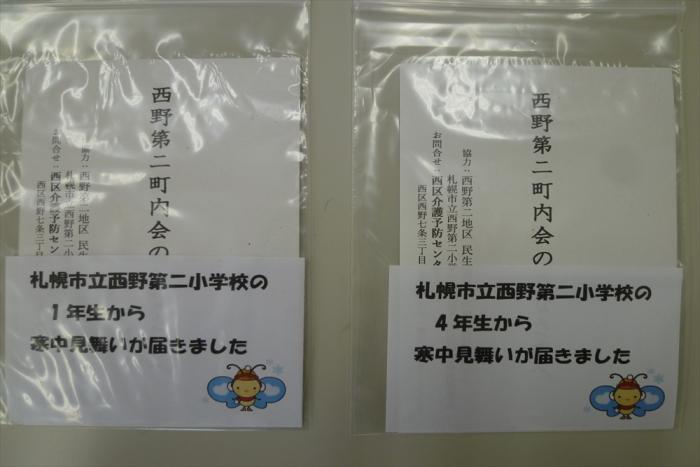 西野第二町内会の
協力：西野第二地区 民生
札幌市立西野第二小
お問合せ：西区介護予防センタ
西区西野七条三丁目
札幌市立西野第二小学校の
1年生から
寒中見舞いが届きました
西野第二町内会の
協力：西野第二地区 民生
札幌市立西野第二小
お問合せ：西区介護予防センタ
西区西野七条三丁目
札幌市立西野第二小学校の
4年生から
寒中見舞いが届きました